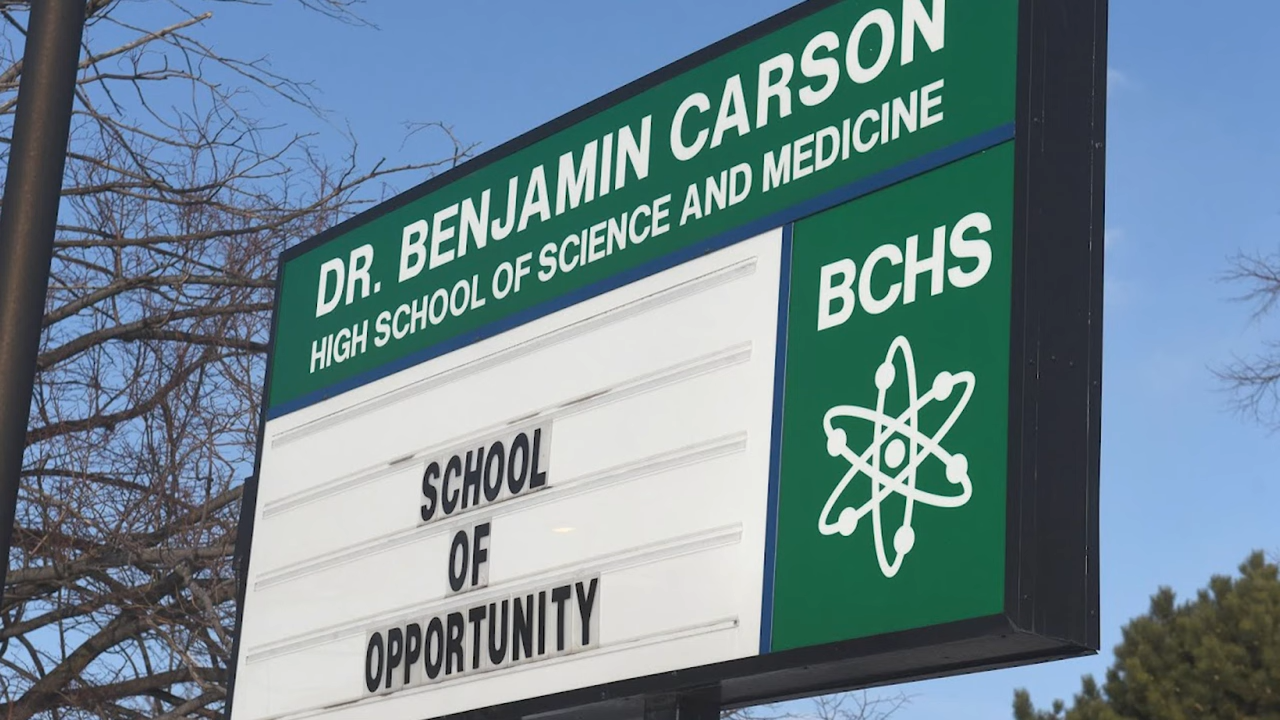 DR. BENJAMIN CARSON
HIGH SCHOOL OF SCIENCE AND MEDICINE
BCHS
SCHOOL
OF
OPPORTUNITY